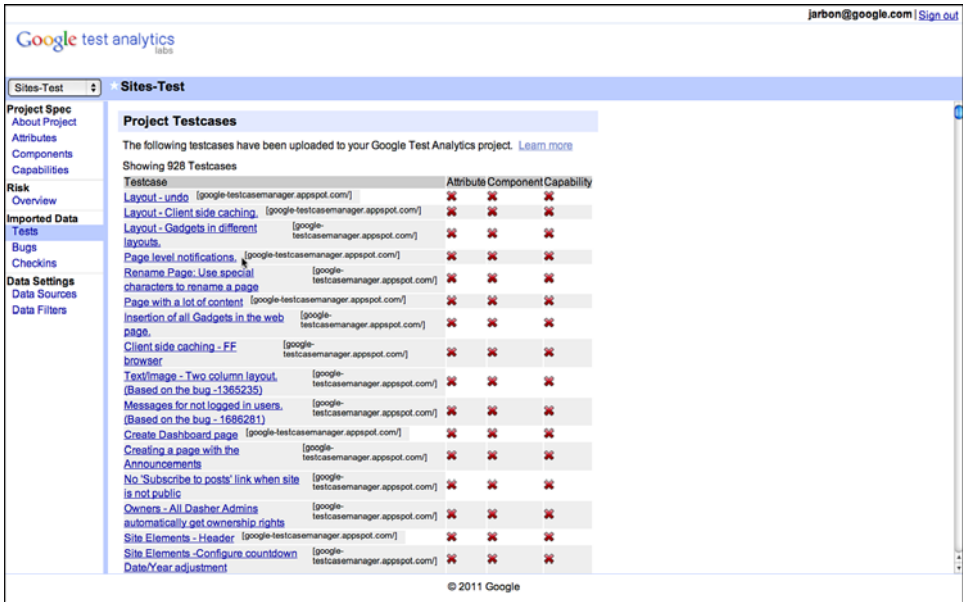 jarbon@google.com | Sign out
Google test analytics
labs
Sites-Test
Sites-Test
Project Spec
About Project
Attributes
Components
Capabilities
Risk
Overview
Imported Data
Tests
Bugs
Checkins
Data Settings
Data Sources
Data Filters
Project Testcases
The following testcases have been uploaded to your Google Test Analytics project. Learn more
Showing 928 Testcases
Testcase Attribute Component Capability
Layout - undo [google-testcasemanager.appspot.com/]
Layout - Client side caching. [google-testcasemanager.appspot.com/]
Layout - Gadgets in different
layouts.
[google-
testcasemanager.appspot.com/]
Page level notifications. [google-testcasemanager.appspot.com/]
Rename Page: Use special
characters to rename a page
[google-
testcasemanager.appspot.com/]
Page with a lot of content [google-testcasemanager.appspot.com/]
Insertion of all Gadgets in the web
page.
[google-
testcasemanager.appspot.com/]
Client side caching - FF
browser
[google-
testcasemanager.appspot.com/]
Text/Image - Two column layout.
(Based on the bug -1365235)
[google-
testcasemanager.appspot.com/]
Messages for not logged in users.
(Based on the bug - 1686281)
[google-
testcasemanager.appspot.com/]
Create Dashboard page [google-testcasemanager.appspot.com/]
Creating a page with the
Announcements
[google-
testcasemanager.appspot.com/]
No 'Subscribe to posts' link when site
is not public
[google-
testcasemanager.appspot.com/]
Owners - All Dasher Admins
automatically get ownership rights
[google-
testcasemanager.appspot.com/]
Site Elements - Header [google-testcasemanager.appspot.com/]
Site Elements -Configure countdown
Date/Year adjustment
[google-
testcasemanager.appspot.com/]
© 2011 Google